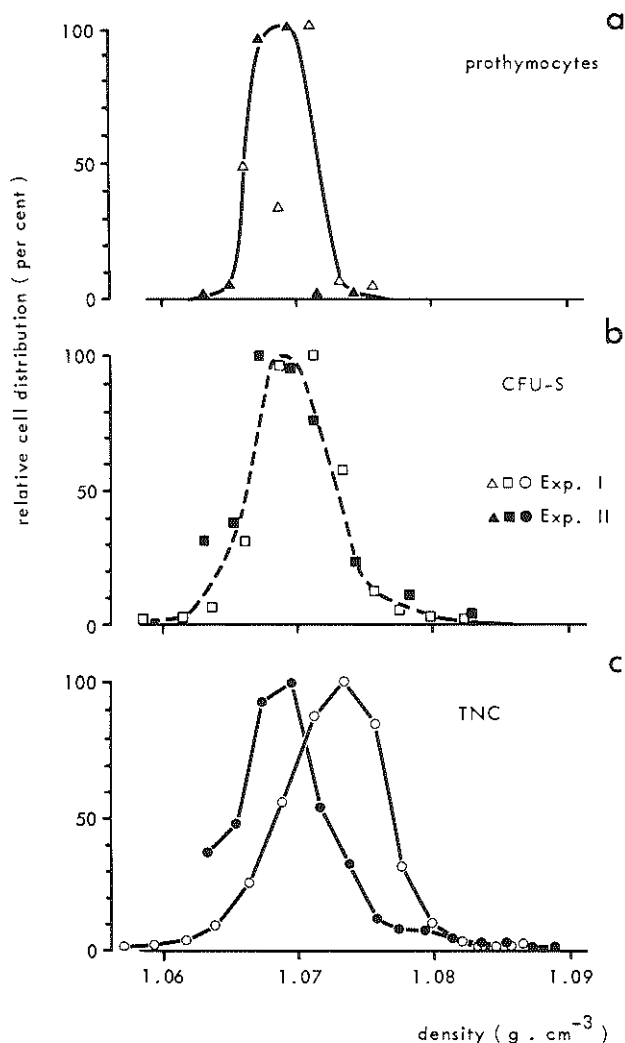 a
prothymocytes
100
50
0
b
CFU-S
100
50
0
△ □ ○ Exp. I
▲ ■ ● Exp. II
c
TNC
100
50
0
1.06 1.07 1.08 1.09
density ( g . cm⁻³ )
relative cell distribution ( per cent )